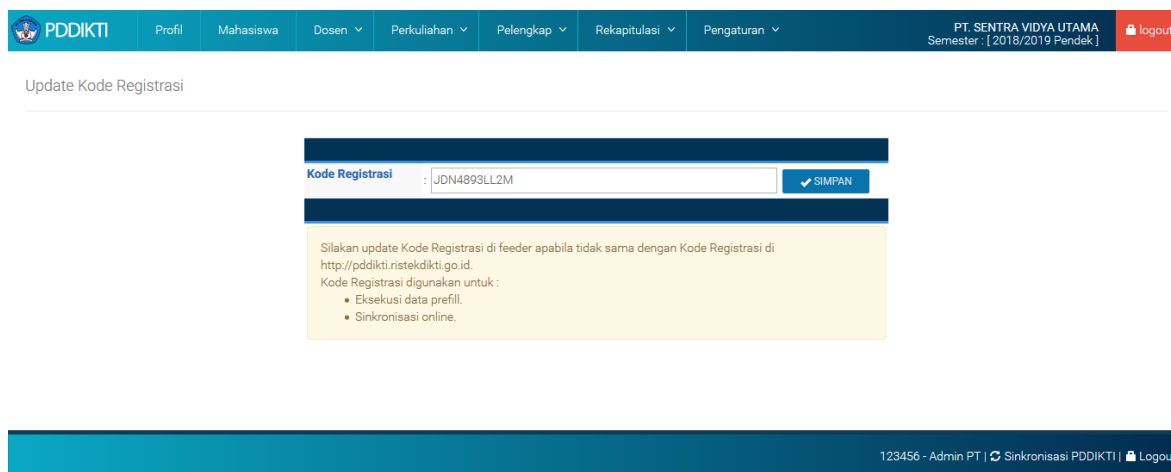 PDDIKTI Profil Mahasiswa Dosen Perkuliahan Pelengkap Rekapitulasi Pengaturan PT. SENTRA VIDYA UTAMA logout
Semester : [ 2018/2019 Pendek ]
Update Kode Registrasi
Kode Registrasi : JDN4893LL2M SIMPAN
Silakan update Kode Registrasi di feeder apabila tidak sama dengan Kode Registrasi di
http://pddikti.ristekdikti.go.id.
Kode Registrasi digunakan untuk :
• Eksekusi data prefill.
• Sinkronisasi online.
123456 - Admin PT | Sinkronisasi PDDIKTI | Logou